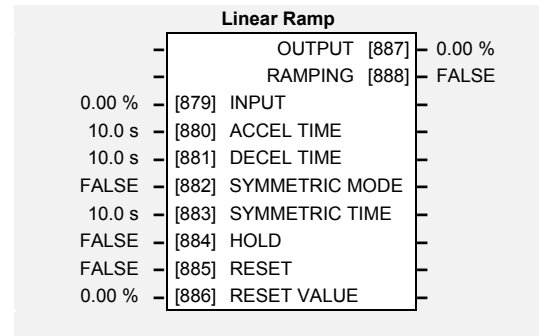 Linear Ramp
OUTPUT [887] 0.00 %
RAMPING [888] FALSE
0.00 % [879] INPUT
10.0 s [880] ACCEL TIME
10.0 s [881] DECEL TIME
FALSE [882] SYMMETRIC MODE
10.0 s [883] SYMMETRIC TIME
FALSE [884] HOLD
FALSE [885] RESET
0.00 % [886] RESET VALUE